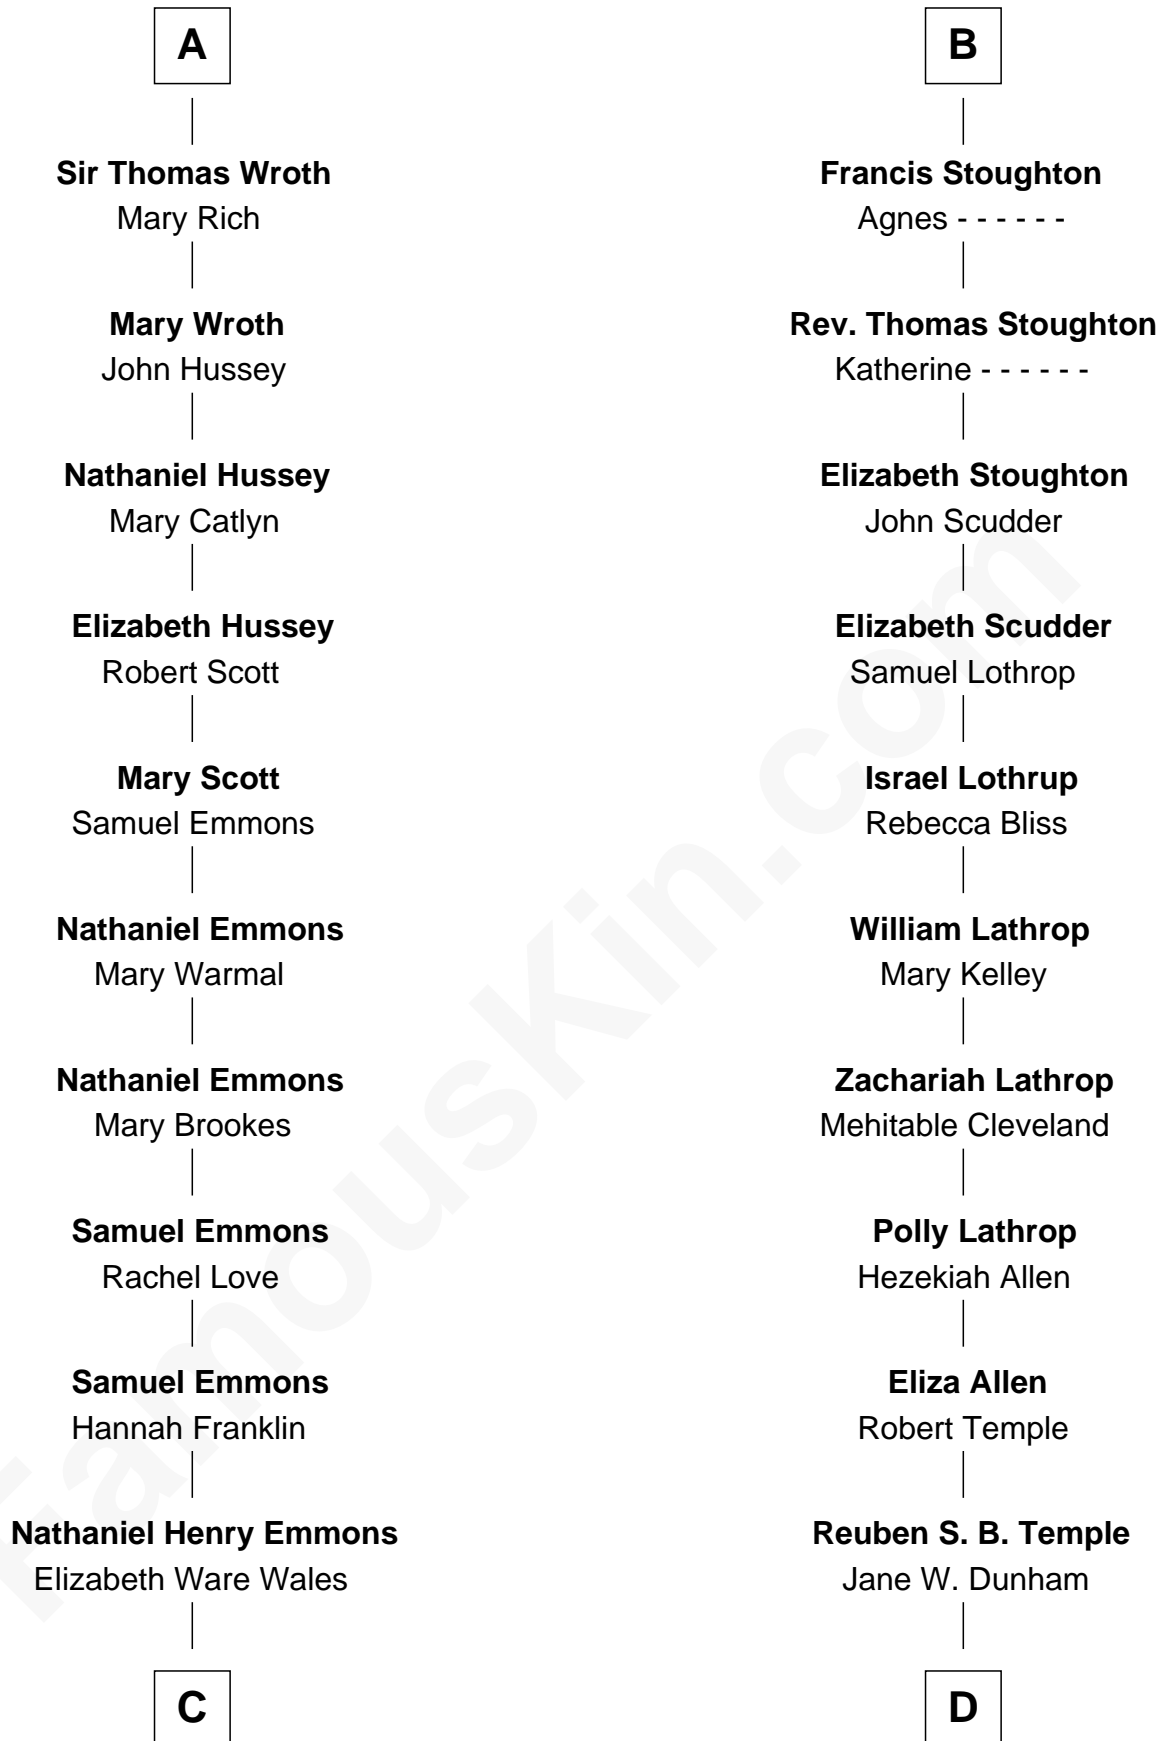 A
Sir Thomas Wroth
Mary Rich
Mary Wroth
John Hussey
Nathaniel Hussey
Mary Catlyn
Elizabeth Hussey
Robert Scott
Mary Scott
Samuel Emmons
Nathaniel Emmons
Mary Warmal
Nathaniel Emmons
Mary Brookes
Samuel Emmons
Rachel Love
Samuel Emmons
Hannah Franklin
Nathaniel Henry Emmons
Elizabeth Ware Wales
C
B
Francis Stoughton
Agnes - - - - - -
Rev. Thomas Stoughton
Katherine - - - - - -
Elizabeth Stoughton
John Scudder
Elizabeth Scudder
Samuel Lothrop
Israel Lothrup
Rebecca Bliss
William Lathrop
Mary Kelley
Zachariah Lathrop
Mehitable Cleveland
Polly Lathrop
Hezekiah Allen
Eliza Allen
Robert Temple
Reuben S. B. Temple
Jane W. Dunham
D
FamousKin.com